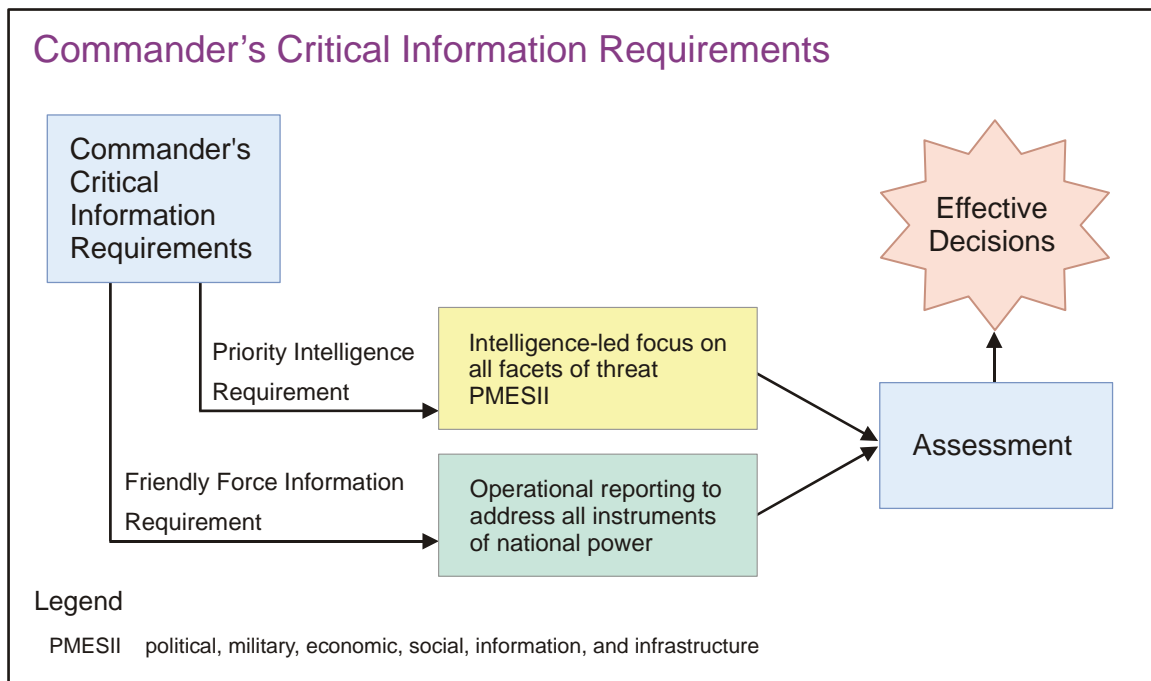 Commander’s Critical Information Requirements
Commander's
Critical
Information
Requirements
Effective
Decisions
Priority Intelligence
Requirement
Intelligence-led focus on
all facets of threat
PMESII
Assessment
Friendly Force Information
Requirement
Operational reporting to
address all instruments
of national power
Legend
PMESII political, military, economic, social, information, and infrastructure